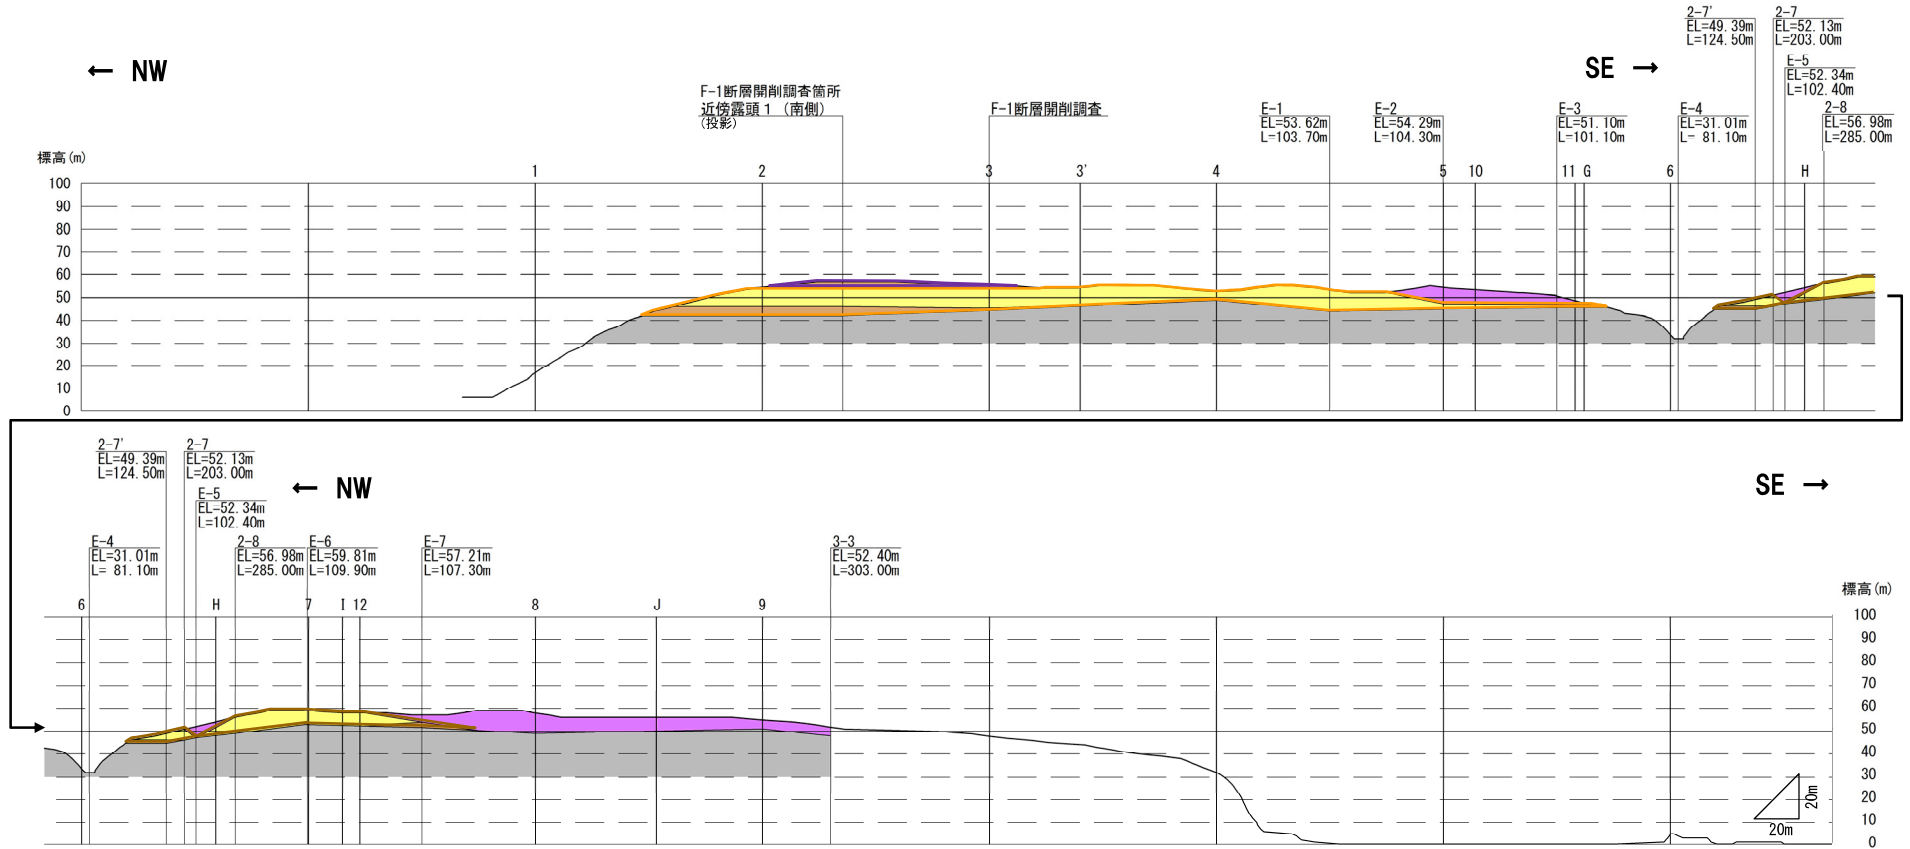 2-7'
EL=49.39m
L=124.50m
2-7
EL=52.13m
L=203.00m
E-5
EL=52.34m
L=102.40m
2-8
EL=56.98m
L=285.00m
← NW
SE →
F-1断層開削調査箇所
近傍露頭1（南側）
(投影)
F-1断層開削調査
E-1
EL=53.62m
L=103.70m
E-2
EL=54.29m
L=104.30m
E-3
EL=51.10m
L=101.10m
E-4
EL=31.01m
L= 81.10m
標高(m)
1 2 3 3' 4 5 10 11 G 6 H
100
90
80
70
60
50
40
30
20
10
0
2-7'
EL=49.39m
L=124.50m
2-7
EL=52.13m
L=203.00m
E-5
EL=52.34m
L=102.40m
← NW
SE →
E-4
EL=31.01m
L= 81.10m
2-8
EL=56.98m
L=285.00m
E-6
EL=59.81m
L=109.90m
E-7
EL=57.21m
L=107.30m
3-3
EL=52.40m
L=303.00m
標高(m)
6 H 7 I 12 8 J 9
100
90
80
70
60
50
40
30
20
10
0
20m
20m